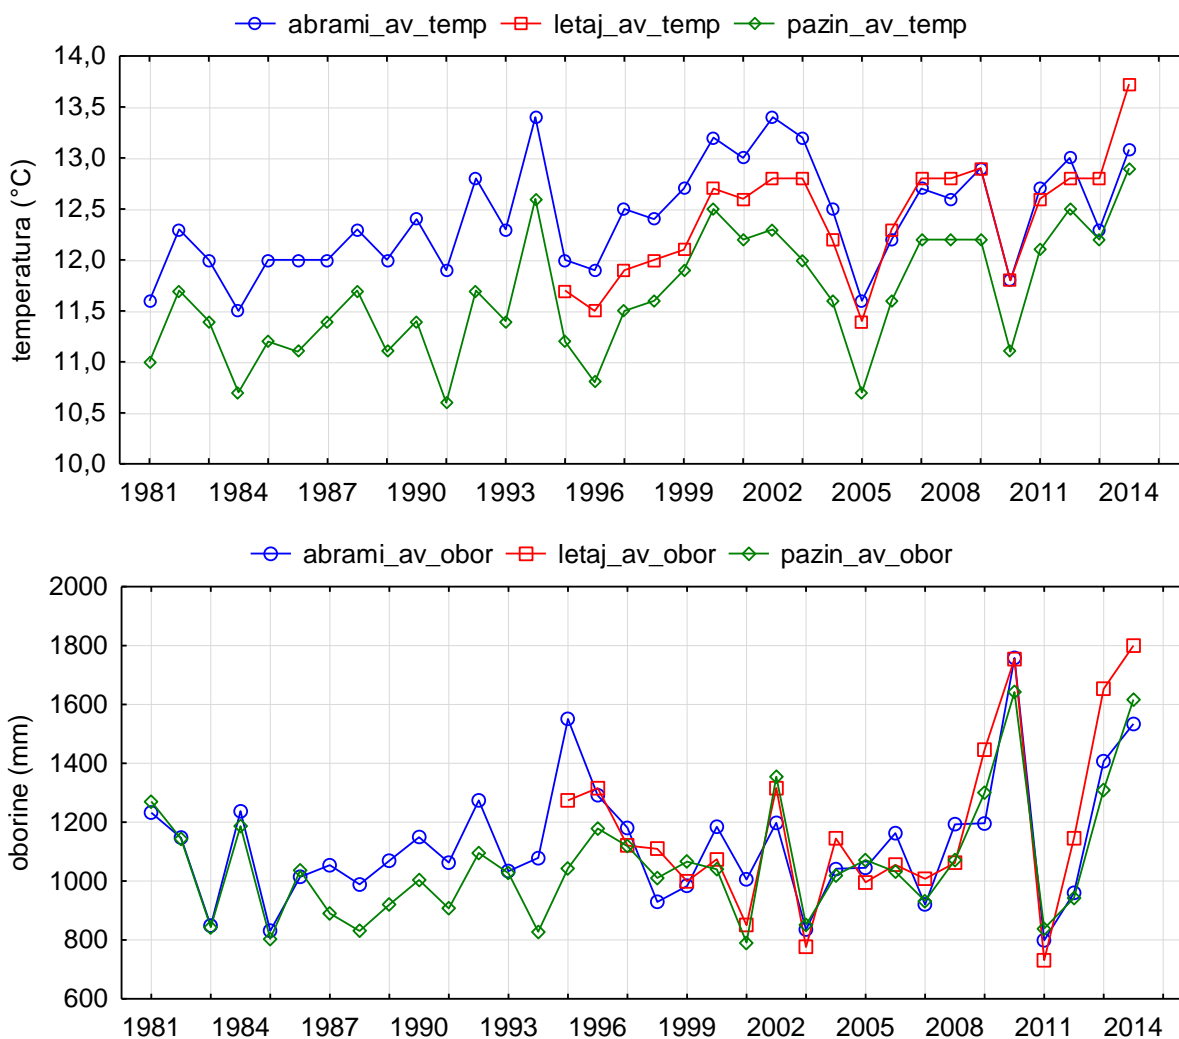 abrami_av_temp letaj_av_temp pazin_av_temp
14,0
13,5
13,0
12,5
12,0
11,5
11,0
10,5
10,0
temperatura (°C)
1981 1984 1987 1990 1993 1996 1999 2002 2005 2008 2011 2014
abrami_av_obor letaj_av_obor pazin_av_obor
2000
1800
1600
1400
1200
1000
800
600
oborine (mm)
1981 1984 1987 1990 1993 1996 1999 2002 2005 2008 2011 2014